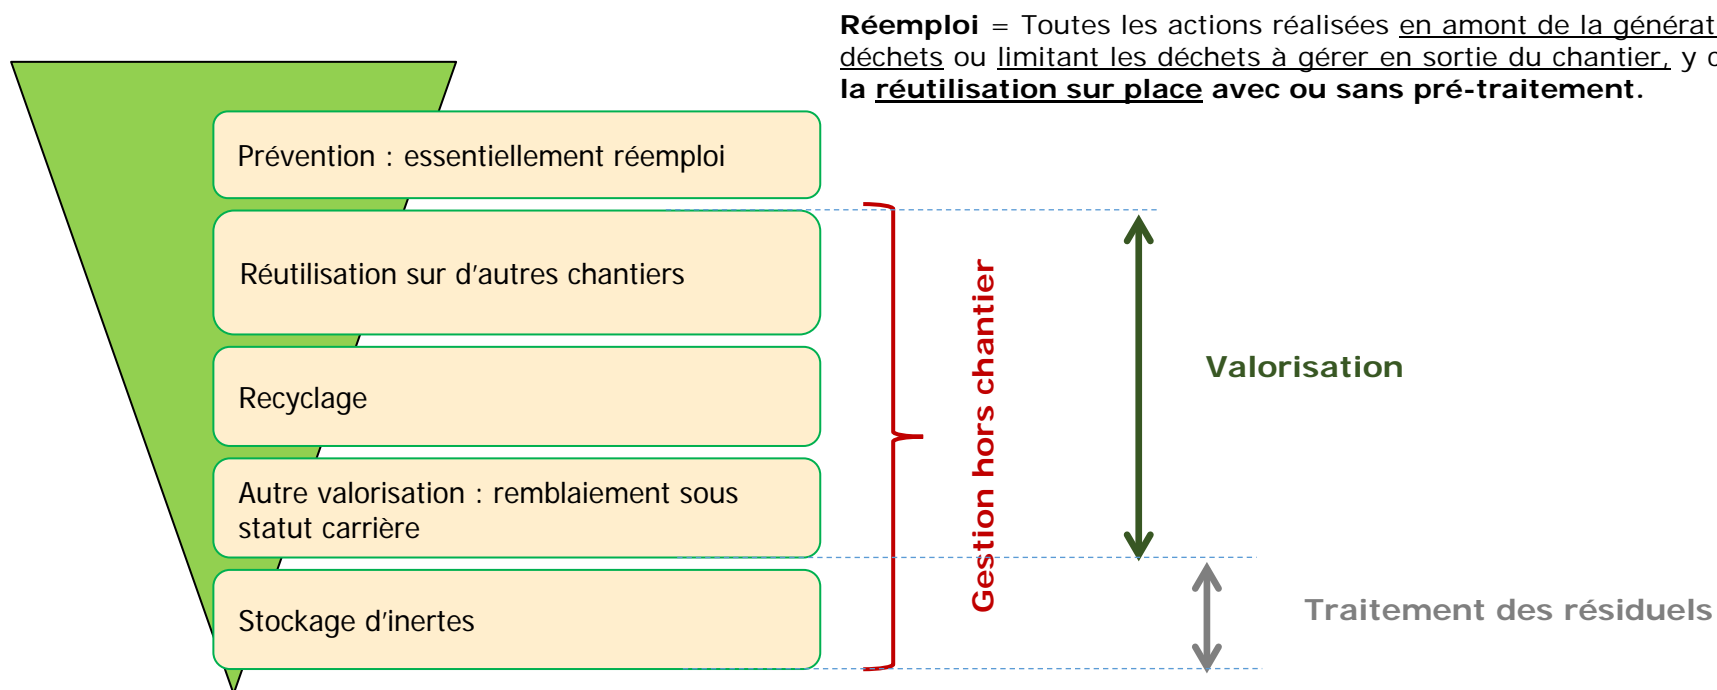 Réemploi = Toutes les actions réalisées en amont de la générat
déchets ou limitant les déchets à gérer en sortie du chantier, y c
la réutilisation sur place avec ou sans pré-traitement.
Prévention : essentiellement réemploi
Réutilisation sur d'autres chantiers
Recyclage
Autre valorisation : remblaiement sous
statut carrière
Stockage d'inertes
Gestion hors chantier
Valorisation
Traitement des résiduels